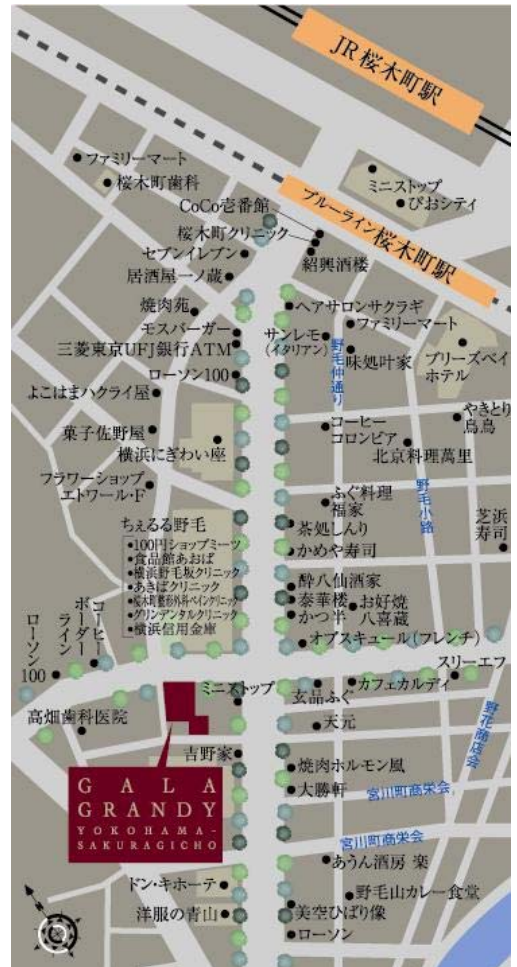 JR桜木町駅
ファミリーマート
桜木町歯科
ミニストップ
ぴおシティ
ブルーライン桜木町駅
CoCo壱番館
桜木町クリニック
紹興酒楼
セブンイレブン
居酒屋一ノ蔵
焼肉苑
モスバーガー
三菱東京UFJ銀行ATM
ローソン100
ヘアサロンサクラギ
ファミリーマート
サンレモ
(イタリアン)
味処叶家
野毛仲通り
ブリーズベイ
ホテル
よこはまハクライ屋
菓子佐野屋
横浜にぎわい座
フラワーショップ
エトワール・F
コーヒー
コロンビア
やきとり
鳥鳥
北京料理萬里
野毛小路
ふぐ料理
福家
茶処しんり
かめや寿司
芝浜
寿司
ちぇるる野毛
100円ショップミーツ
食品館あおば
横浜野毛坂クリニック
あきばクリニック
桜木町整形外科ペインクリニック
グリンデンタルクリニック
横浜信用金庫
酔八仙酒家
泰華楼
かつ半
お好焼
八喜蔵
オプスキュール(フレンチ)
コーヒー
ボーダー
ライン
ローソン
100
高畑歯科医院
ミニストップ
玄品ふぐ
カフェカルディ
スリーエフ
天元
野花商店会
吉野家
焼肉ホルモン風
大勝軒
宮川町商栄会
宮川町商栄会
GALA
GRANDY
YOKOHAMA-
SAKURAGICHO
あうん酒房 楽
ドン・キホーテ
洋服の青山
野毛山カレー食堂
美空ひばり像
ローソン